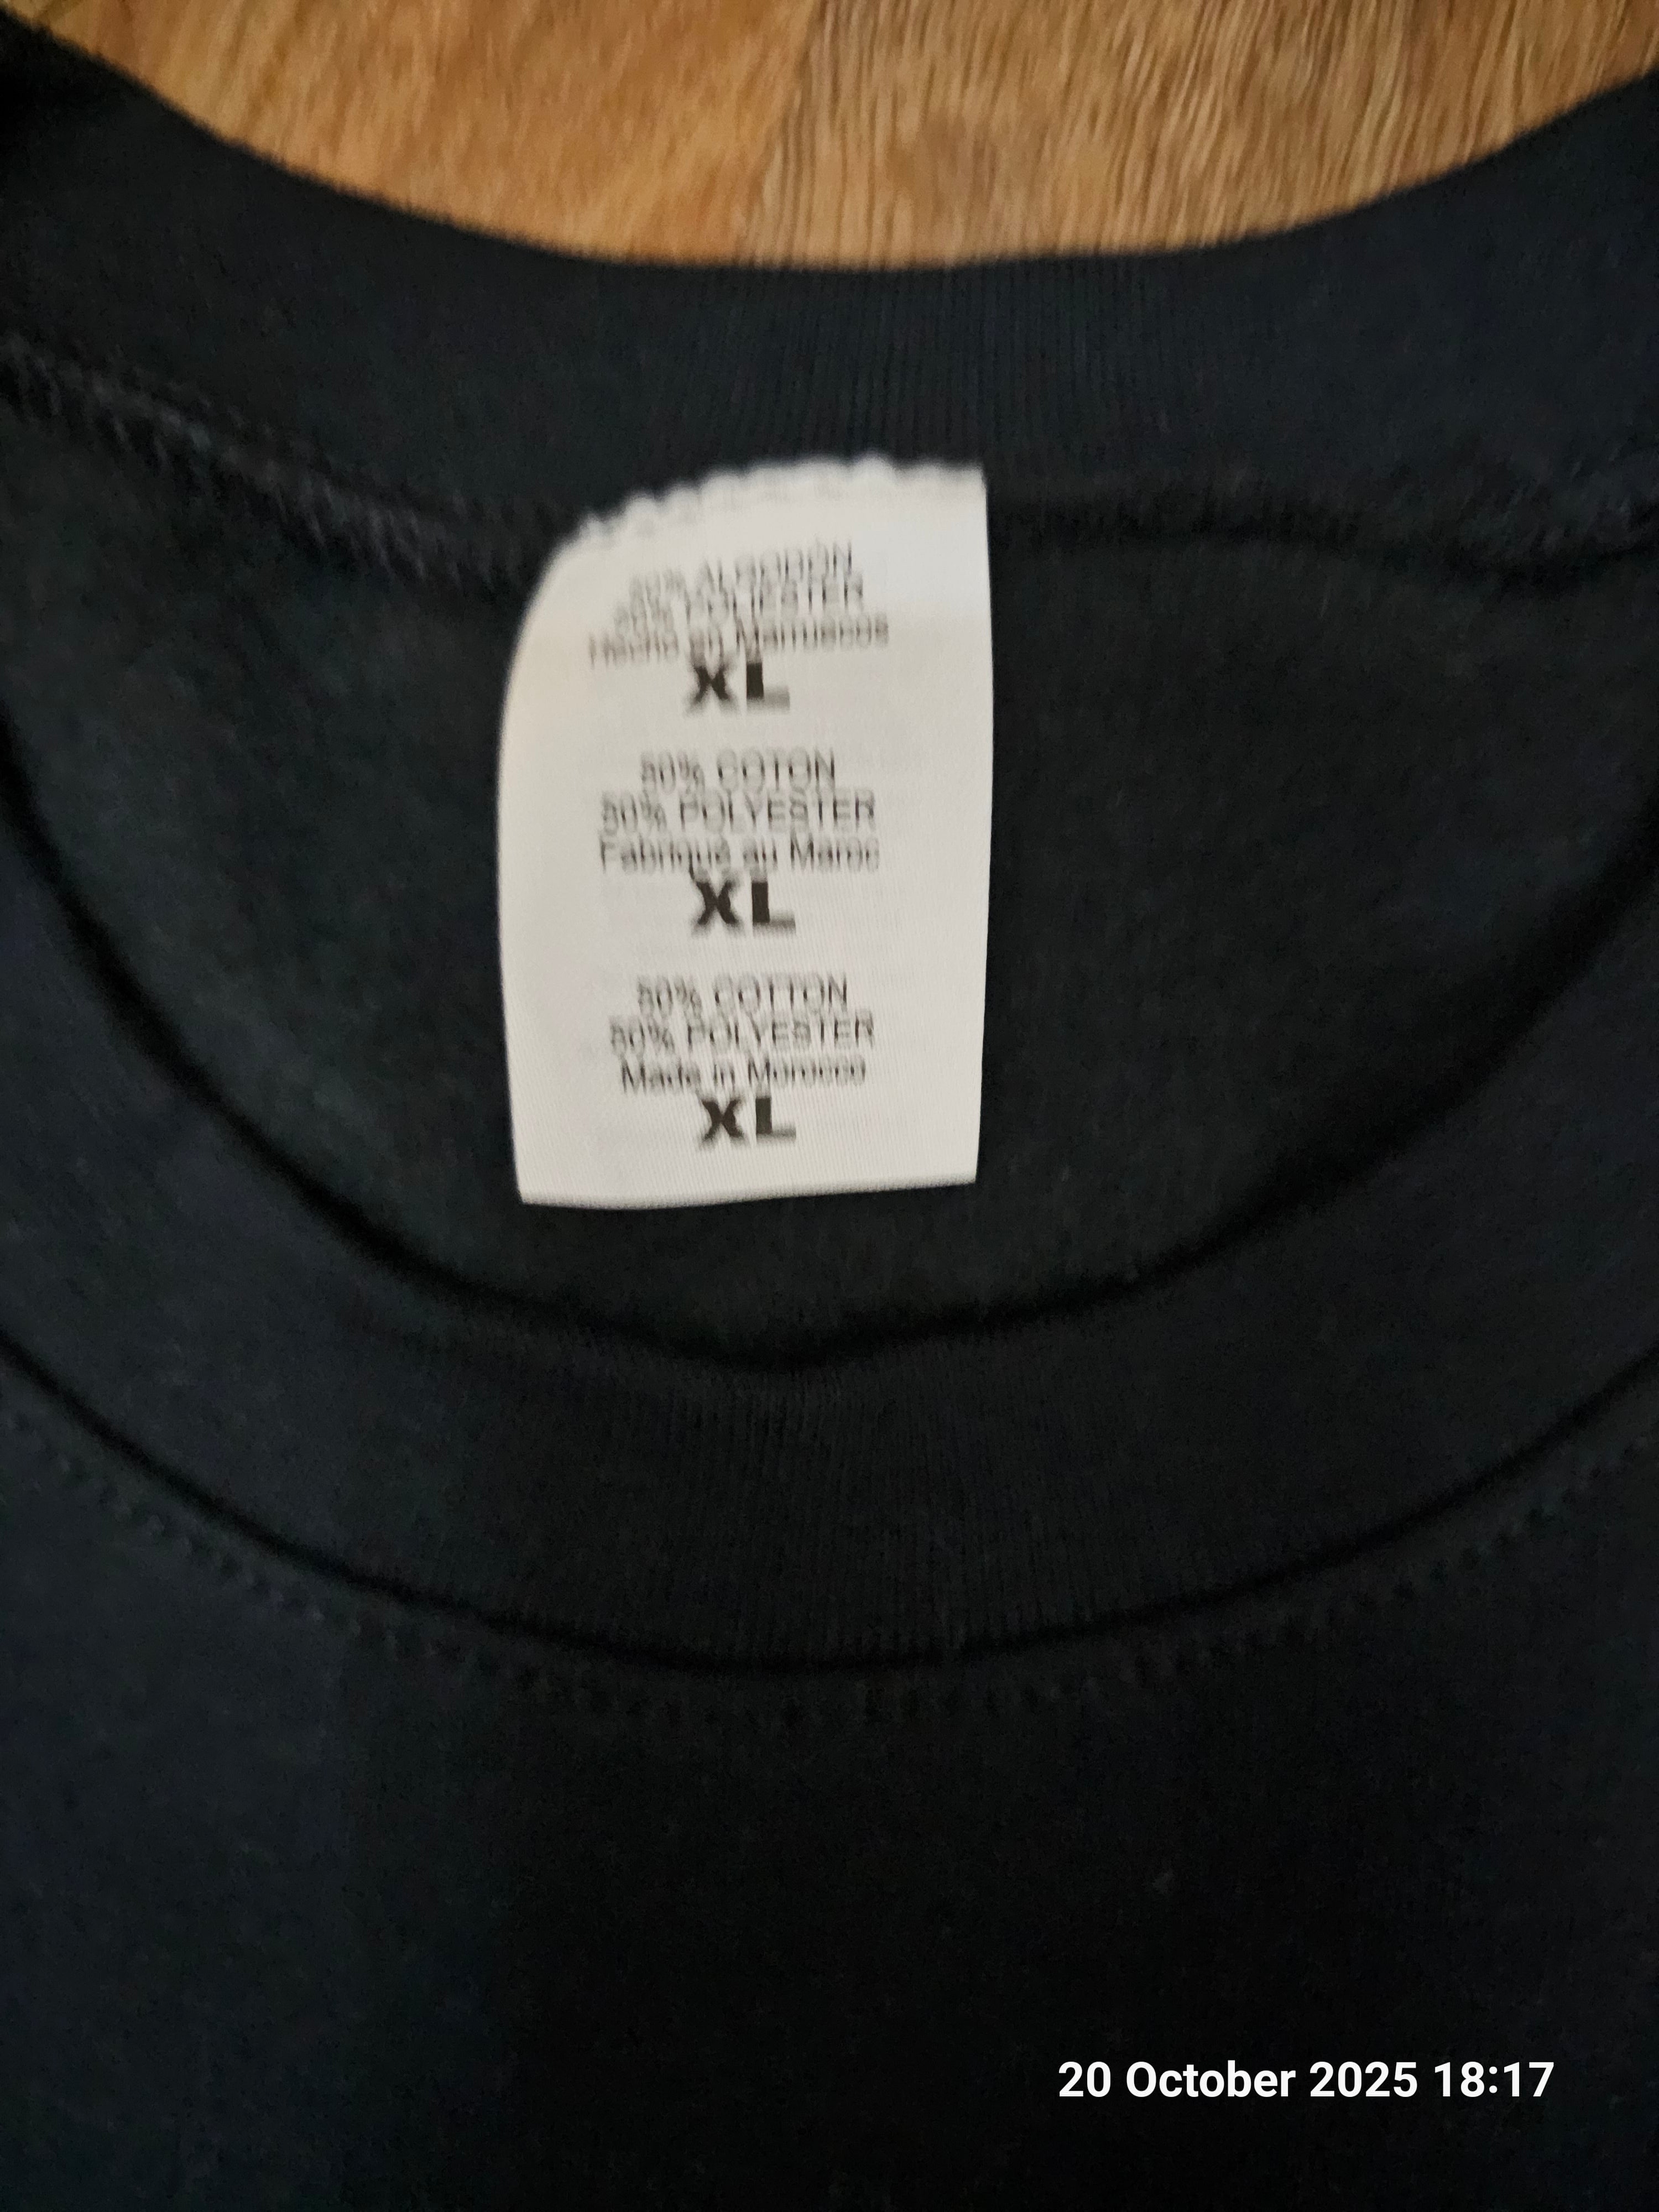 50% ALGODÓN
50% POLIESTER
Hecho en Marruecos
XL
50% COTON
50% POLYESTER
Fabriqué au Maroc
XL
50% COTTON
50% POLYESTER
Made in Morocco
XL
20 October 2025 18:17